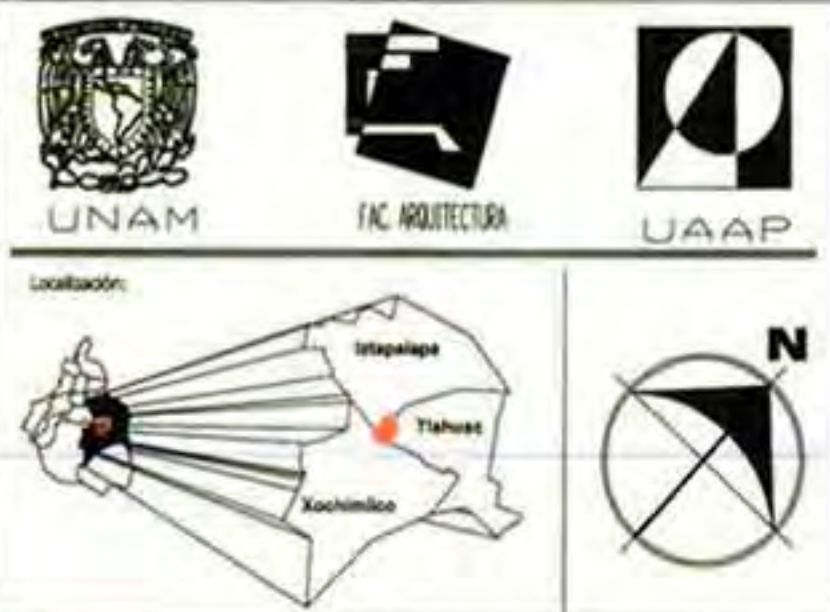 UNAM
FAC. ARQUITECTURA
UAAP
Localización:
N
Iztapalapa
Tlahuac
Xochimilco